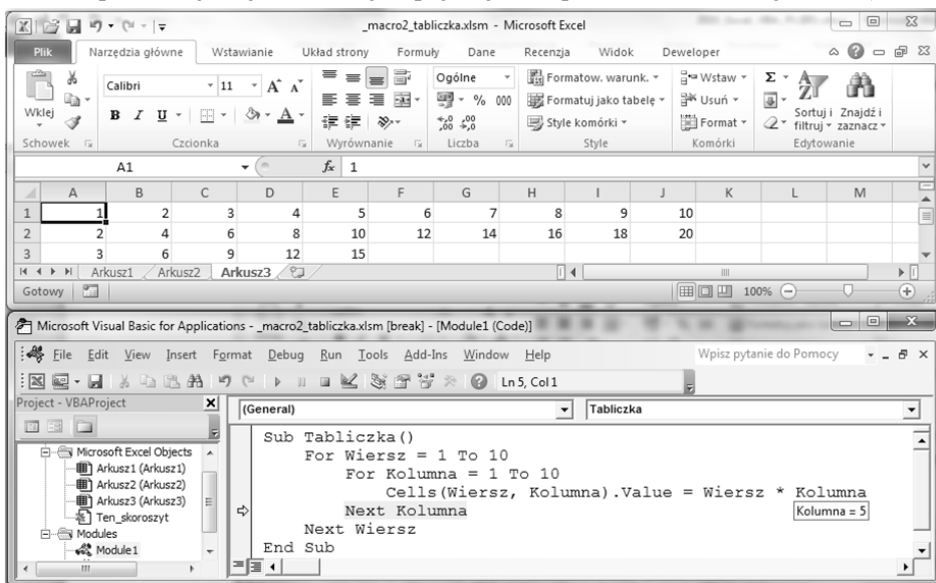 _macro2_tabliczka.xlsm - Microsoft Excel
Plik Narzędzia główne Wstawianie Układ strony Formuły Dane Recenzja Widok Deweloper
Wklej
Calibri 11 A A
B I U A
Ogólne
% 000
,00 ,0
Formatow. warunk.
Formatuj jako tabelę
Style komórki
Wstaw
Usuń
Format
Σ
Sortuj i filtruj
Znajdź i zaznacz
Schowek Czcionka Wyrównanie Liczba Style Komórki Edytowanie
A1 fx 1
A B C D E F G H I J K L M
1 1 2 3 4 5 6 7 8 9 10
2 2 4 6 8 10 12 14 16 18 20
3 3 6 9 12 15
Arkusz1 Arkusz2 Arkusz3
Gotowy 100%
Microsoft Visual Basic for Applications - _macro2_tabliczka.xlsm [break] - [Module1 (Code)]
File Edit View Insert Format Debug Run Tools Add-Ins Window Help Wpisz pytanie do Pomocy
Ln 5, Col 1
Project - VBAProject
(General) Tabliczka
Microsoft Excel Objects
Arkusz1 (Arkusz1)
Arkusz2 (Arkusz2)
Arkusz3 (Arkusz3)
Ten_skoroszyt
Modules
Module1
Sub Tabliczka()
For Wiersz = 1 To 10
For Kolumna = 1 To 10
Cells(Wiersz, Kolumna).Value = Wiersz * Kolumna
Next Kolumna
Kolumna = 5
Next Wiersz
End Sub